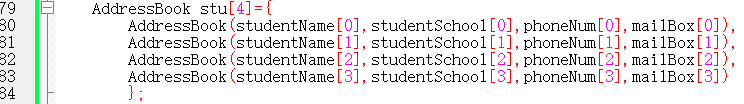 79 AddressBook stu[4]={
80 AddressBook(studentName[0],studentSchool[0],phoneNum[0],mailBox[0]),
81 AddressBook(studentName[1],studentSchool[1],phoneNum[1],mailBox[1]),
82 AddressBook(studentName[2],studentSchool[2],phoneNum[2],mailBox[2]),
83 AddressBook(studentName[3],studentSchool[3],phoneNum[3],mailBox[3])
84 };